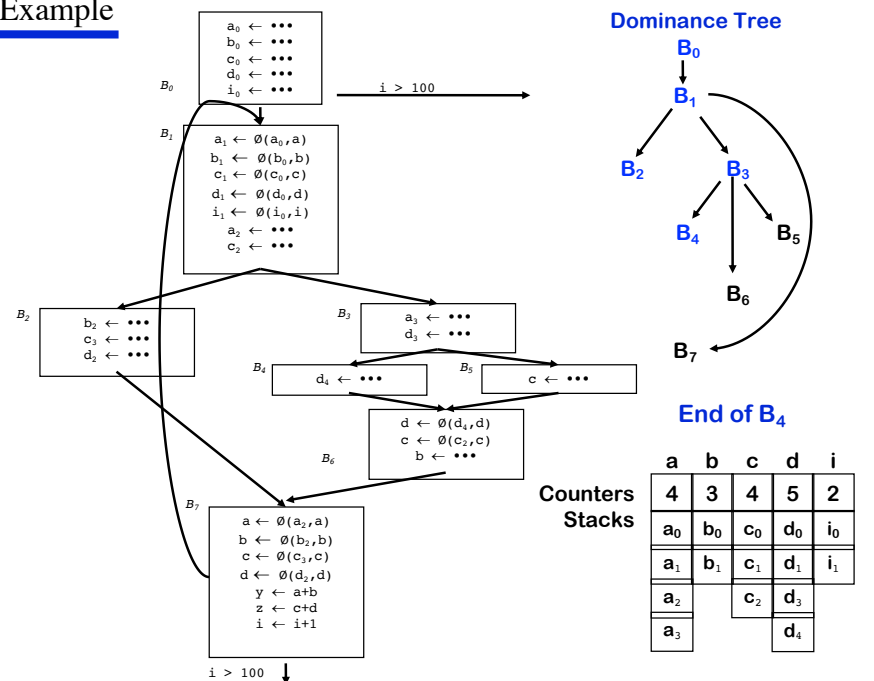 Example
a₀ ← •••
b₀ ← •••
c₀ ← •••
d₀ ← •••
i₀ ← •••
B₀
i > 100
B₁
a₁ ← Ø(a₀,a)
b₁ ← Ø(b₀,b)
c₁ ← Ø(c₀,c)
d₁ ← Ø(d₀,d)
i₁ ← Ø(i₀,i)
a₂ ← •••
c₂ ← •••
B₂
b₂ ← •••
c₃ ← •••
d₂ ← •••
B₃
a₃ ← •••
d₃ ← •••
B₄
d₄ ← •••
B₅
c ← •••
d ← Ø(d₄,d)
c ← Ø(c₂,c)
b ← •••
B₆
B₇
a ← Ø(a₂,a)
b ← Ø(b₂,b)
c ← Ø(c₃,c)
d ← Ø(d₂,d)
y ← a+b
z ← c+d
i ← i+1
i > 100
Dominance Tree
B₀
B₁
B₂ B₃
B₄ B₅
B₆
B₇
End of B₄
a b c d i
Counters 4 3 4 5 2
Stacks a₀ b₀ c₀ d₀ i₀
a₁ b₁ c₁ d₁ i₁
a₂ c₂ d₃
a₃ d₄